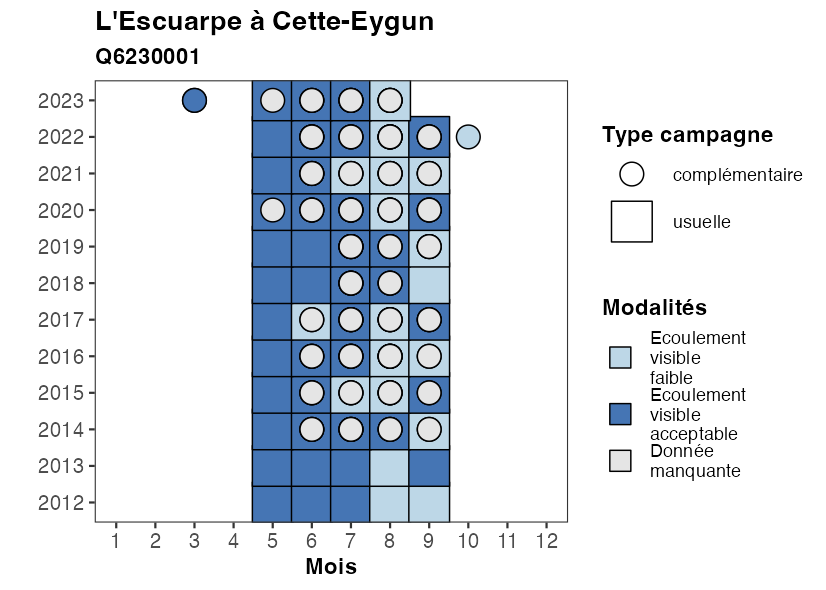 L'Escuarpe à Cette-Eygun
Q6230001
2023
2022
2021
2020
2019
2018
2017
2016
2015
2014
2013
2012
1 2 3 4 5 6 7 8 9 10 11 12
Mois
Type campagne
complémentaire
usuelle
Modalités
Ecoulement
visible
faible
Ecoulement
visible
acceptable
Donnée
manquante